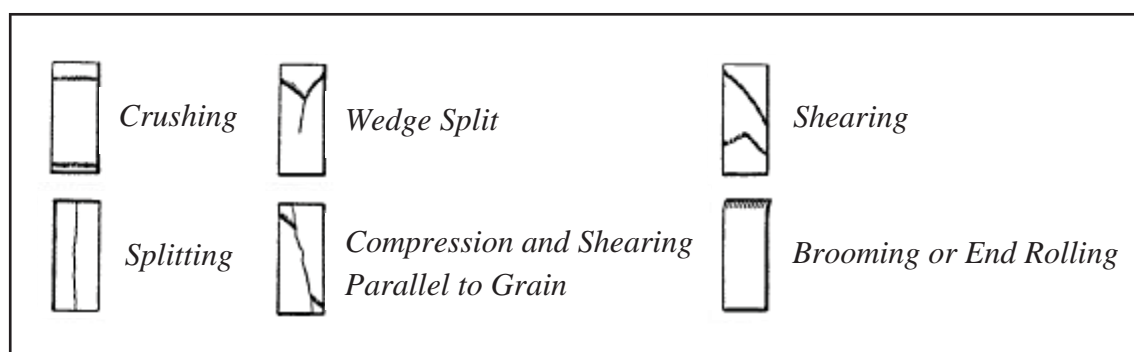 Crushing
Wedge Split
Shearing
Splitting
Compression and Shearing
Parallel to Grain
Brooming or End Rolling